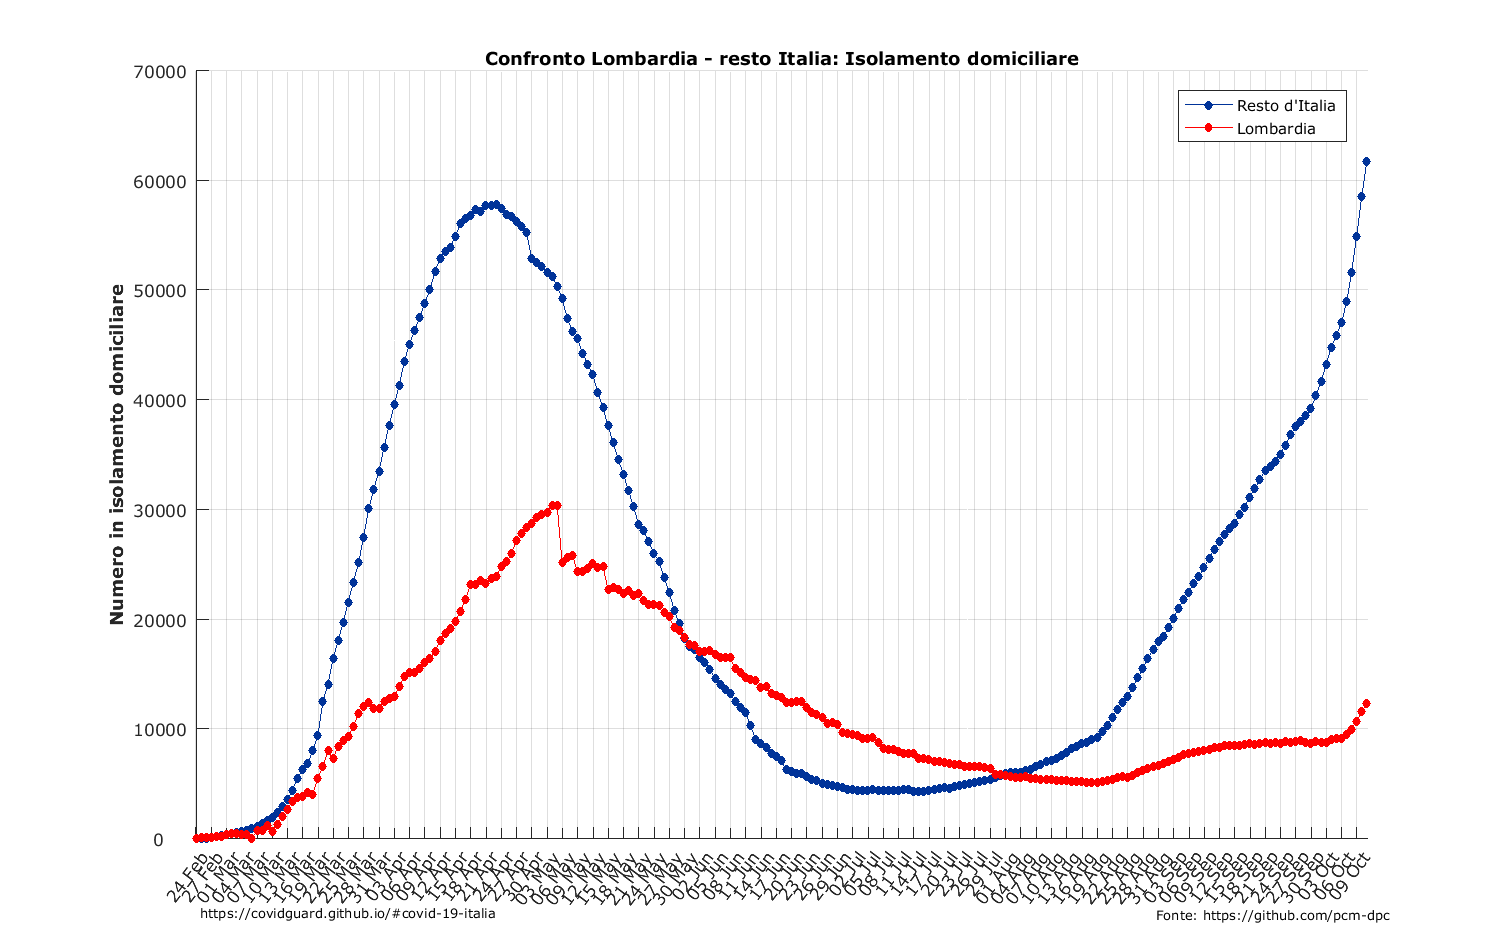 Confronto Lombardia - resto Italia: Isolamento domiciliare
Resto d'Italia
Lombardia
Numero in isolamento domiciliare
70000
60000
50000
40000
30000
20000
10000
0
24 Feb
27 Feb
01 Mar
04 Mar
07 Mar
10 Mar
13 Mar
16 Mar
19 Mar
22 Mar
25 Mar
28 Mar
31 Mar
03 Apr
06 Apr
09 Apr
12 Apr
15 Apr
18 Apr
21 Apr
24 Apr
27 Apr
30 Apr
03 May
06 May
09 May
12 May
15 May
18 May
21 May
24 May
27 May
30 May
02 Jun
05 Jun
08 Jun
11 Jun
14 Jun
17 Jun
20 Jun
23 Jun
26 Jun
29 Jun
02 Jul
05 Jul
08 Jul
11 Jul
14 Jul
17 Jul
20 Jul
23 Jul
26 Jul
29 Jul
01 Aug
04 Aug
07 Aug
10 Aug
13 Aug
16 Aug
19 Aug
22 Aug
25 Aug
28 Aug
31 Aug
03 Sep
06 Sep
09 Sep
12 Sep
15 Sep
18 Sep
21 Sep
24 Sep
27 Sep
30 Sep
03 Oct
06 Oct
09 Oct
https://covidguard.github.io/#covid-19-italia
Fonte: https://github.com/pcm-dpc